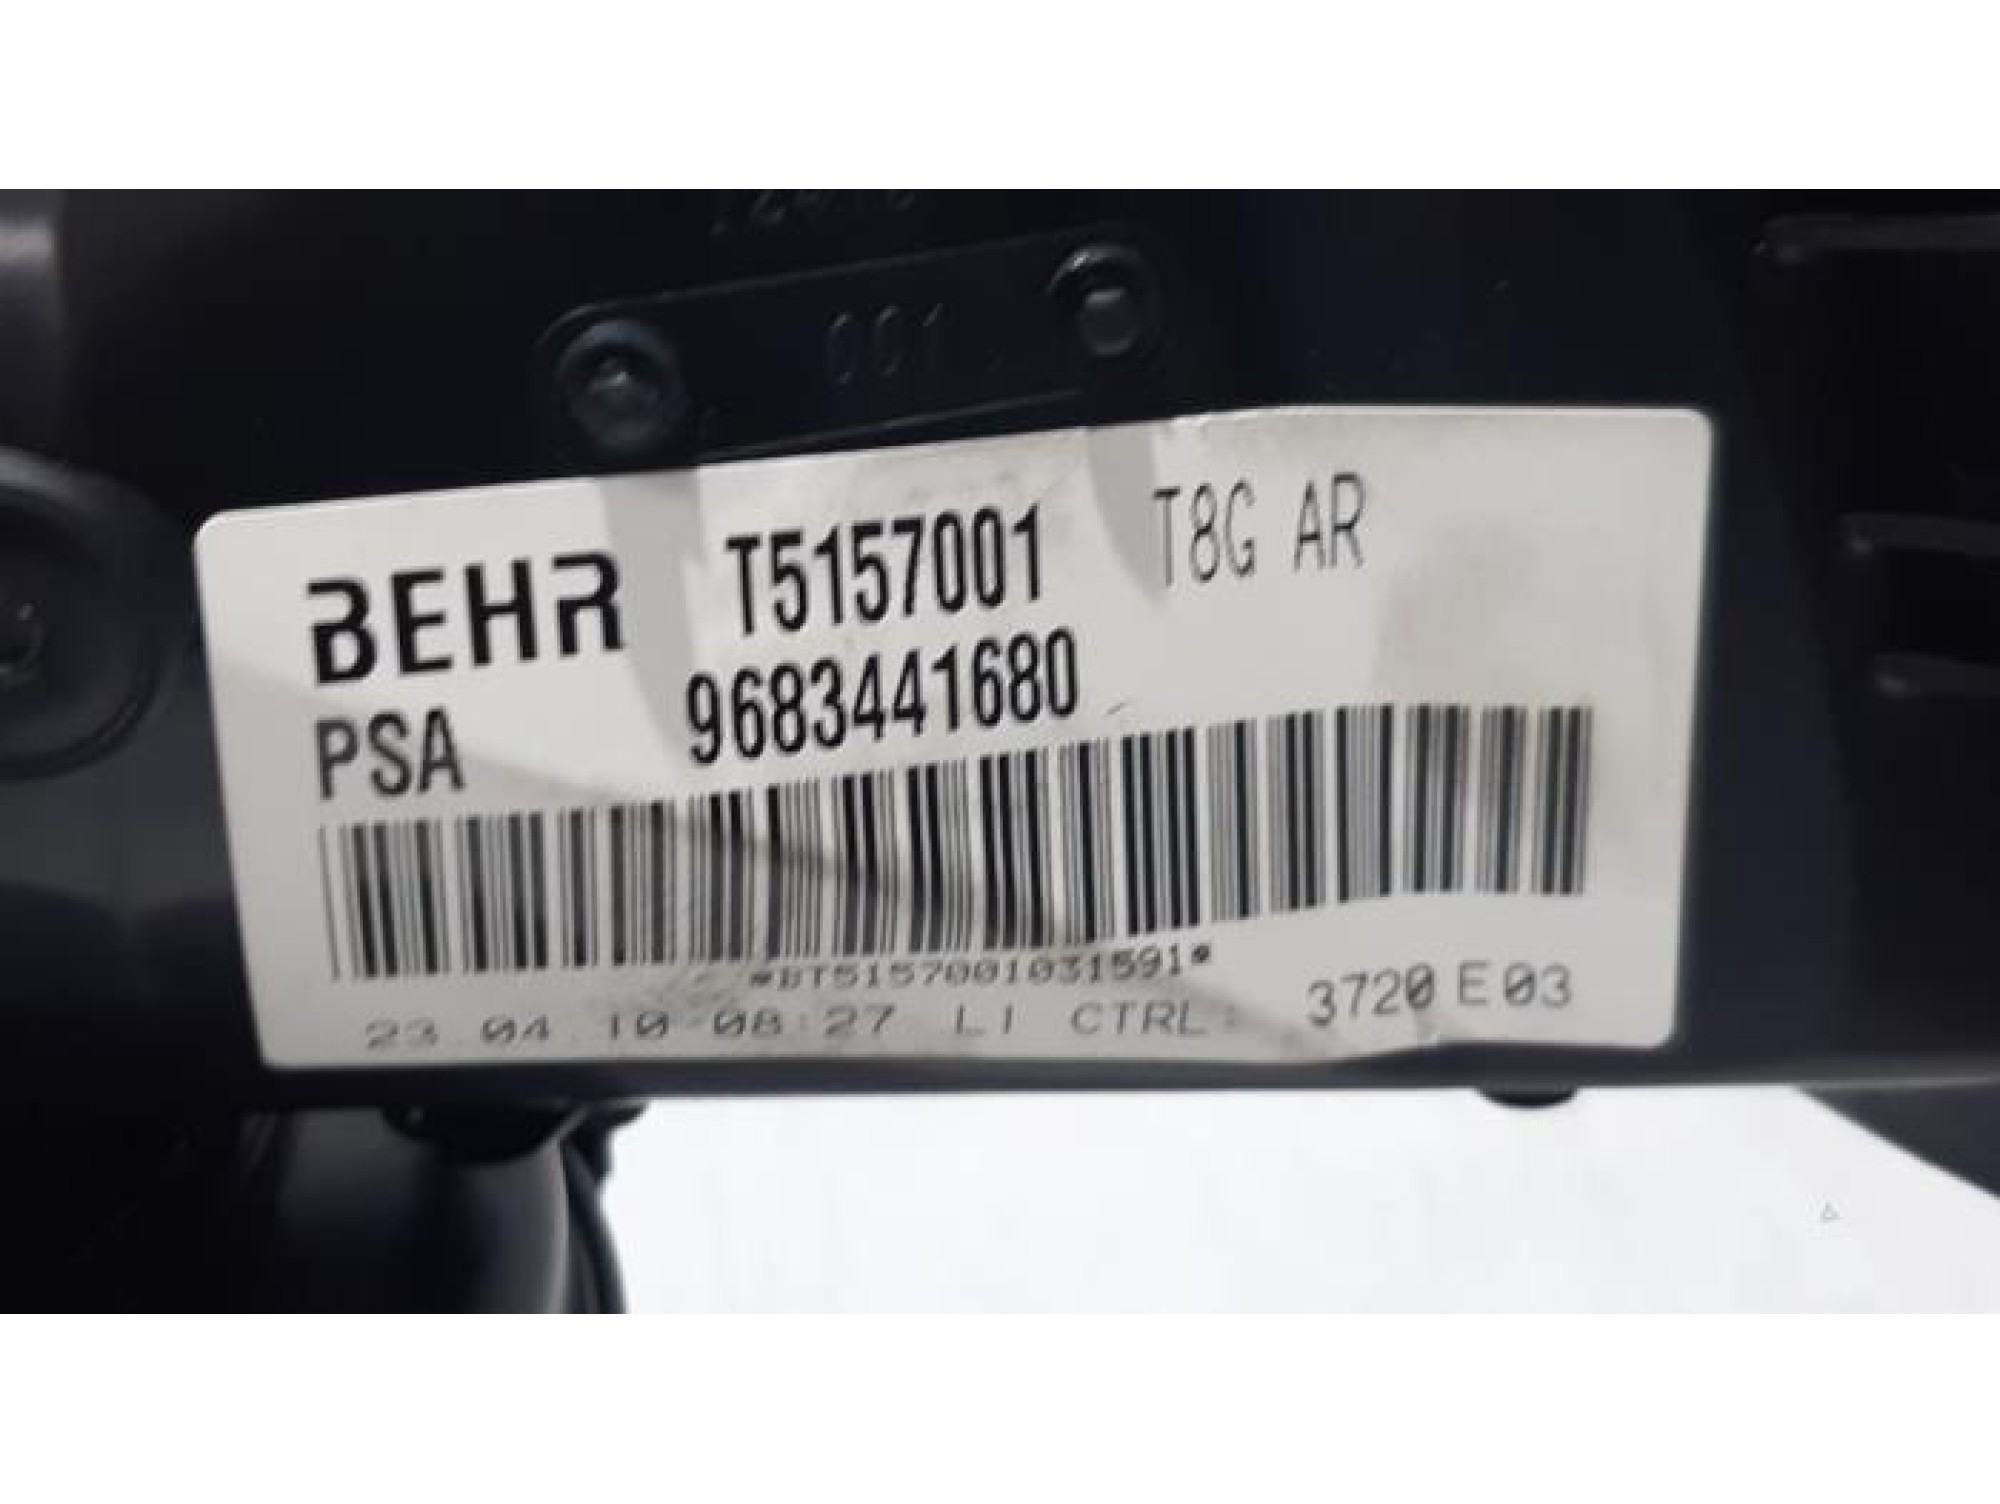 001
BEHR T5157001 T8G AR
PSA 9683441680
*BT5157001031591*
23.04.10-08:27 LI CTRL: 3720 E03